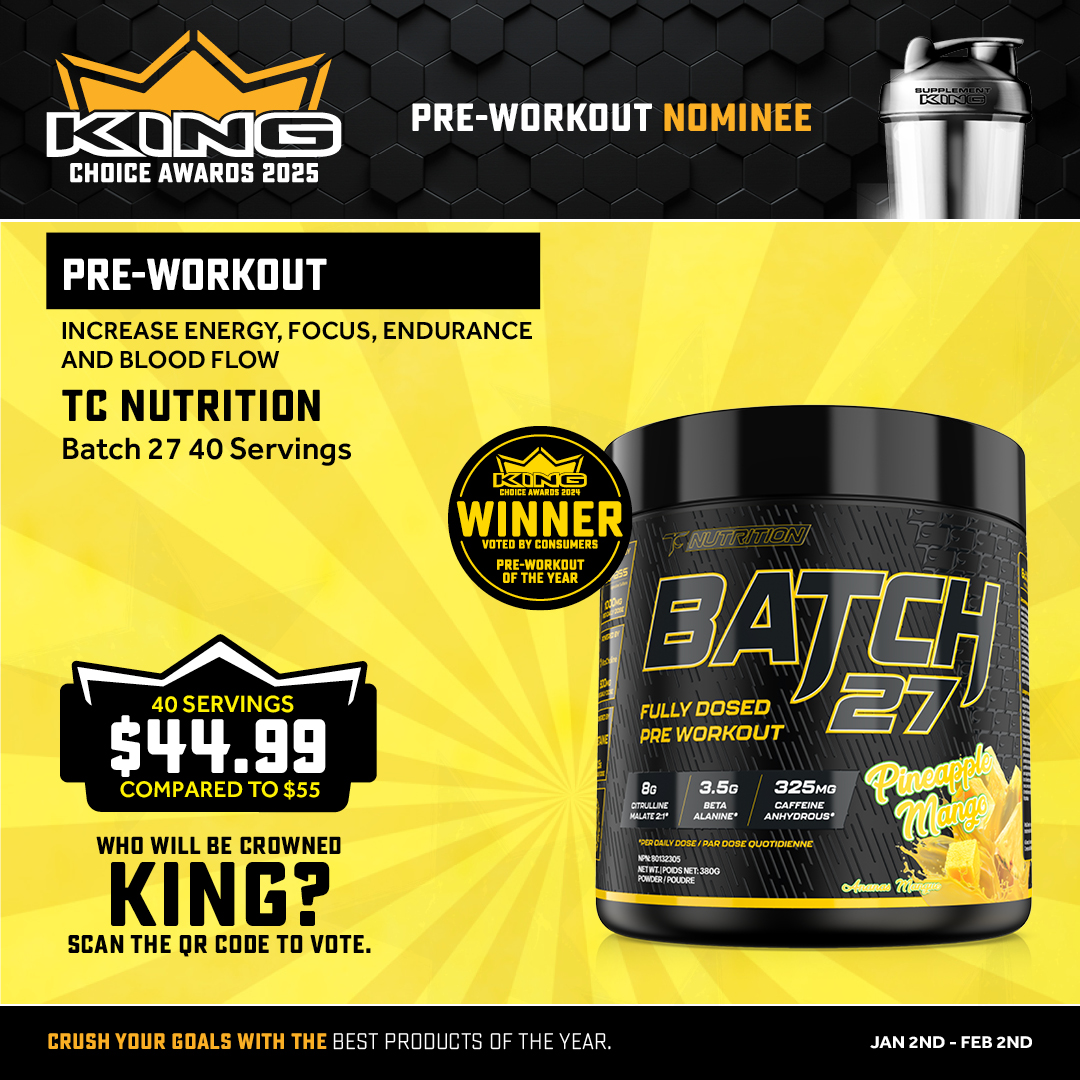 KING
CHOICE AWARDS 2025
PRE-WORKOUT NOMINEE
SUPPLEMENT
KING
PRE-WORKOUT
INCREASE ENERGY, FOCUS, ENDURANCE
AND BLOOD FLOW
TC NUTRITION
Batch 27 40 Servings
KING
CHOICE AWARDS 2024
WINNER
VOTED BY CONSUMERS
PRE-WORKOUT
OF THE YEAR
TC NUTRITION
BATCH
27
FULLY DOSED
PRE WORKOUT
8G
CITRULLINE
MALATE 2:1*
3.5G
BETA
ALANINE*
325MG
CAFFEINE
ANHYDROUS*
Pineapple
Mango
*PER DAILY DOSE / PAR DOSE QUOTIDIENNE
NPN: 80132305
NET WT. | POIDS NET: 380G
POWDER / POUDRE
Ananas Mangue
40 SERVINGS
$44.99
COMPARED TO $55
WHO WILL BE CROWNED
KING?
SCAN THE QR CODE TO VOTE.
CRUSH YOUR GOALS WITH THE BEST PRODUCTS OF THE YEAR.
JAN 2ND - FEB 2ND